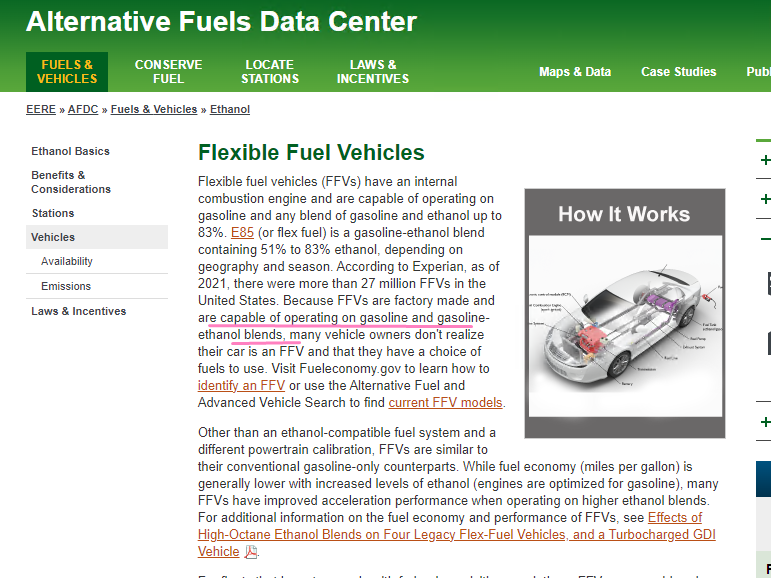 Alternative Fuels Data Center
FUELS &
VEHICLES
CONSERVE
FUEL
LOCATE
STATIONS
LAWS &
INCENTIVES
Maps & Data
Case Studies
EERE » AFDC » Fuels & Vehicles » Ethanol
Ethanol Basics
Benefits &
Considerations
Stations
Vehicles
Availability
Emissions
Laws & Incentives
Flexible Fuel Vehicles
Flexible fuel vehicles (FFVs) have an internal
combustion engine and are capable of operating on
gasoline and any blend of gasoline and ethanol up to
83%. E85 (or flex fuel) is a gasoline-ethanol blend
containing 51% to 83% ethanol, depending on
geography and season. According to Experian, as of
2021, there were more than 27 million FFVs in the
United States. Because FFVs are factory made and
are capable of operating on gasoline and gasoline-
ethanol blends, many vehicle owners don't realize
their car is an FFV and that they have a choice of
fuels to use. Visit Fueleconomy.gov to learn how to
identify an FFV or use the Alternative Fuel and
Advanced Vehicle Search to find current FFV models.
How It Works
Fuel Pump
Exhaust System
Fuel Line
Transmission
Battery
Other than an ethanol-compatible fuel system and a
different powertrain calibration, FFVs are similar to
their conventional gasoline-only counterparts. While fuel economy (miles per gallon) is
generally lower with increased levels of ethanol (engines are optimized for gasoline), many
FFVs have improved acceleration performance when operating on higher ethanol blends.
For additional information on the fuel economy and performance of FFVs, see Effects of
High-Octane Ethanol Blends on Four Legacy Flex-Fuel Vehicles, and a Turbocharged GDI
Vehicle